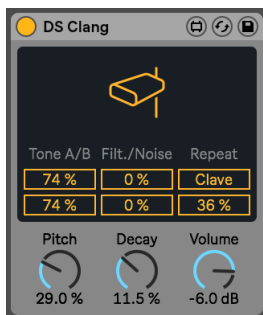 DS Clang
Tone A/B Filt./Noise Repeat
74 % 0 % Clave
74 % 0 % 36 %
Pitch Decay Volume
29.0 % 11.5 % -6.0 dB